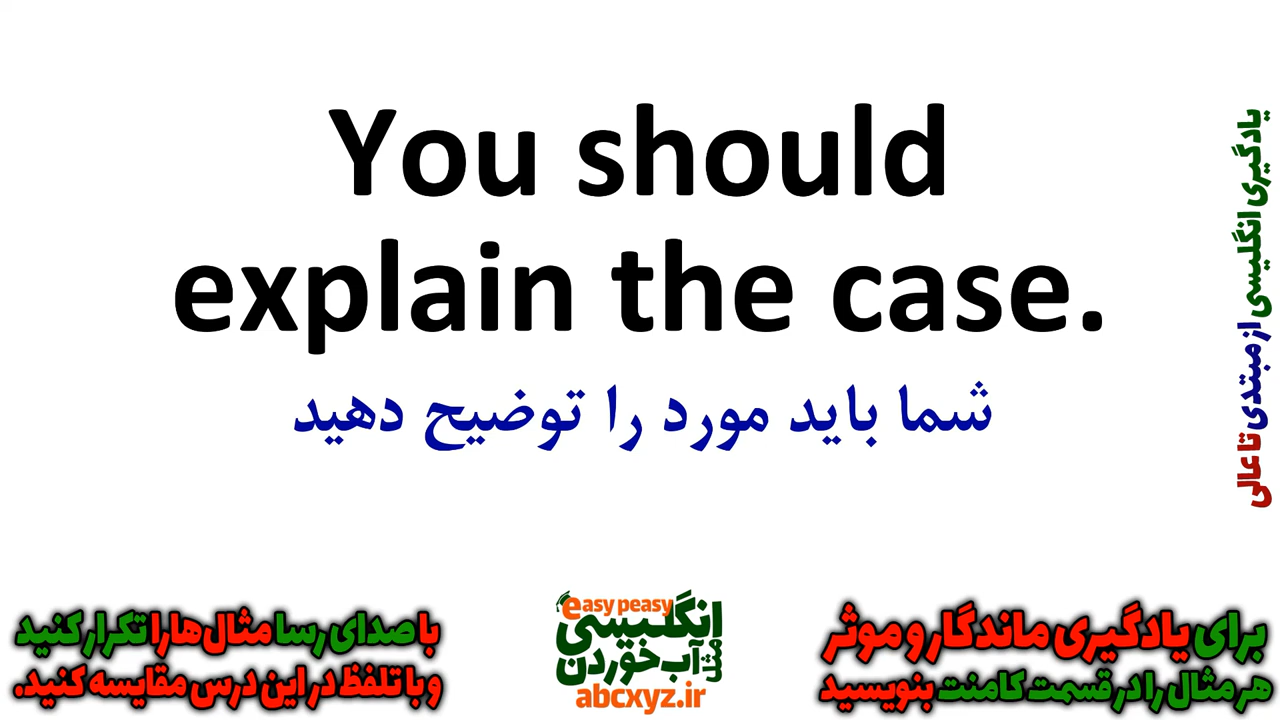 You should
explain the case.
شما باید مورد را توضیح دهید
یادگیری انگلیسی از مبتدی تا عالی
برای یادگیری ماندگار و موثر
هر مثال را در قسمت کامنت بنویسید
easy peasy
انگلیسی
مثل آب خوردن
abcxyz.ir
با صدای رسا مثال‌ها را تکرار کنید
و با تلفظ در این درس مقایسه کنید.